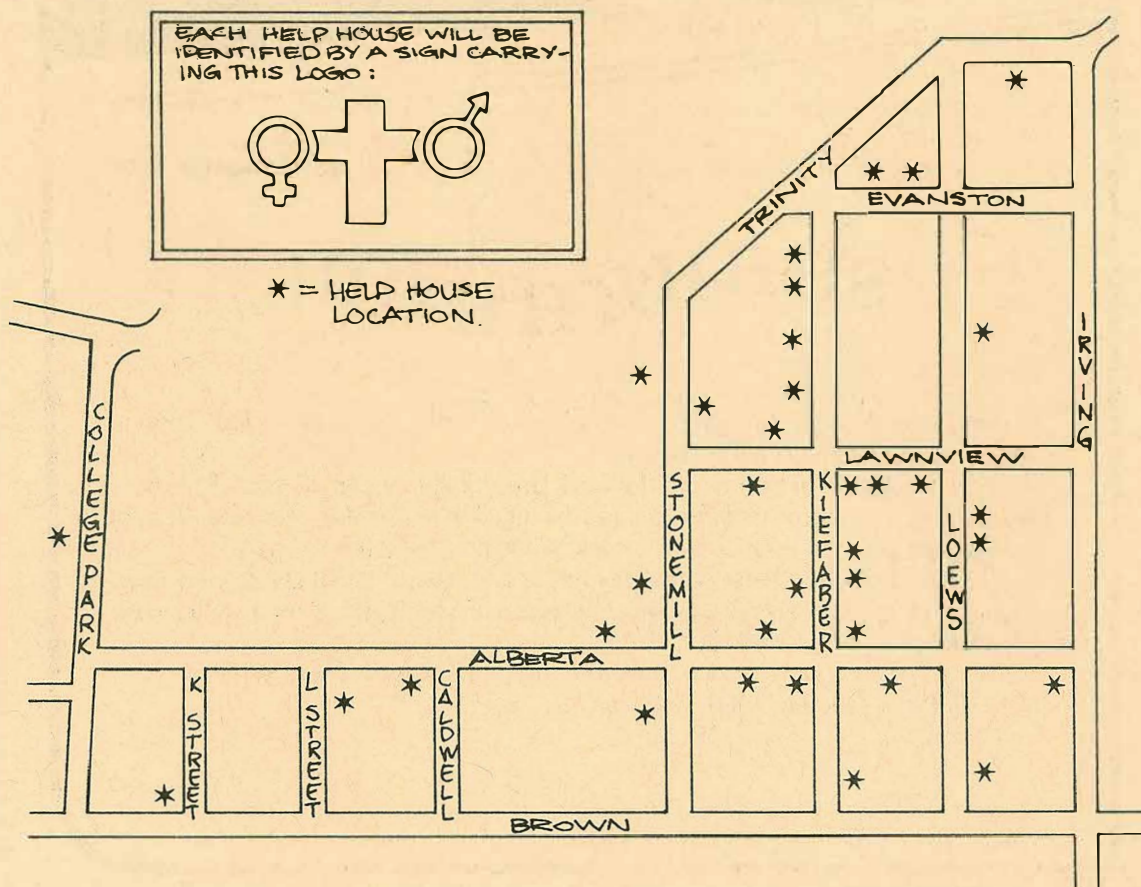 EACH HELP HOUSE WILL BE
IDENTIFIED BY A SIGN CARRY-
ING THIS LOGO:
* = HELP HOUSE
LOCATION.
TRINITY
EVANSTON
IRVING
LAWNVIEW
COLLEGE PARK
STONEMILL
KIEFABER
LOEWS
ALBERTA
K STREET
L STREET
CALDWELL
BROWN